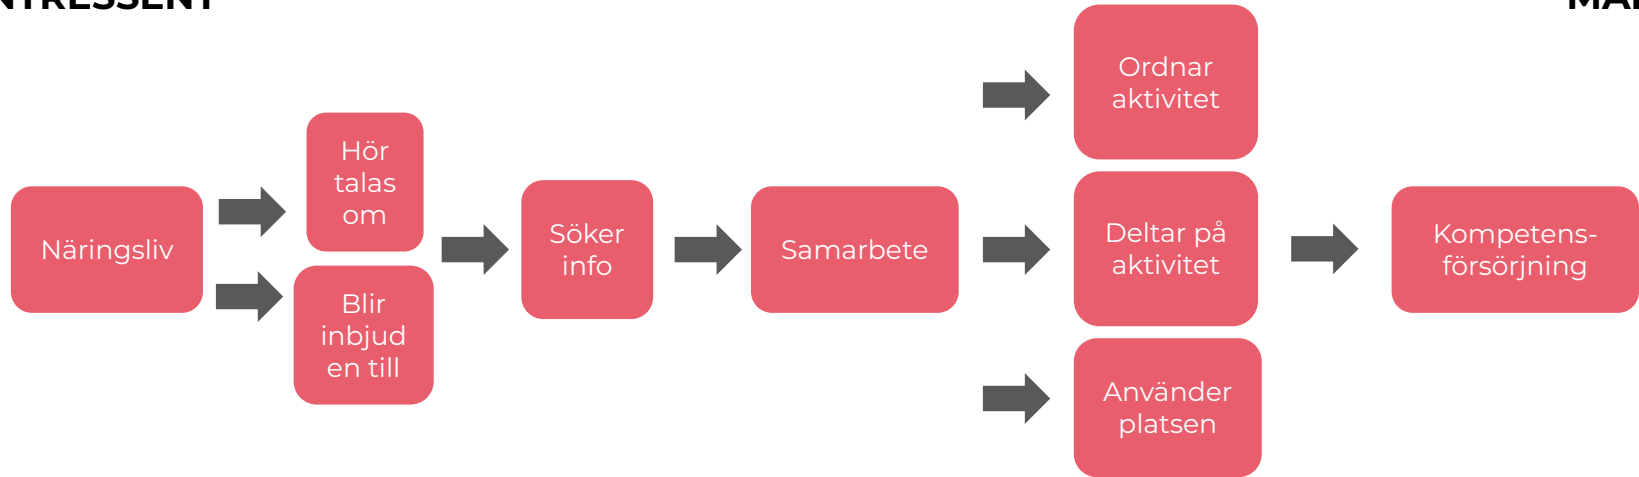 Näringsliv
Hör
talas
om
Blir
inbjud
en till
Söker
info
Samarbete
Ordnar
aktivitet
Deltar på
aktivitet
Använder
platsen
Kompetens-
försörjning